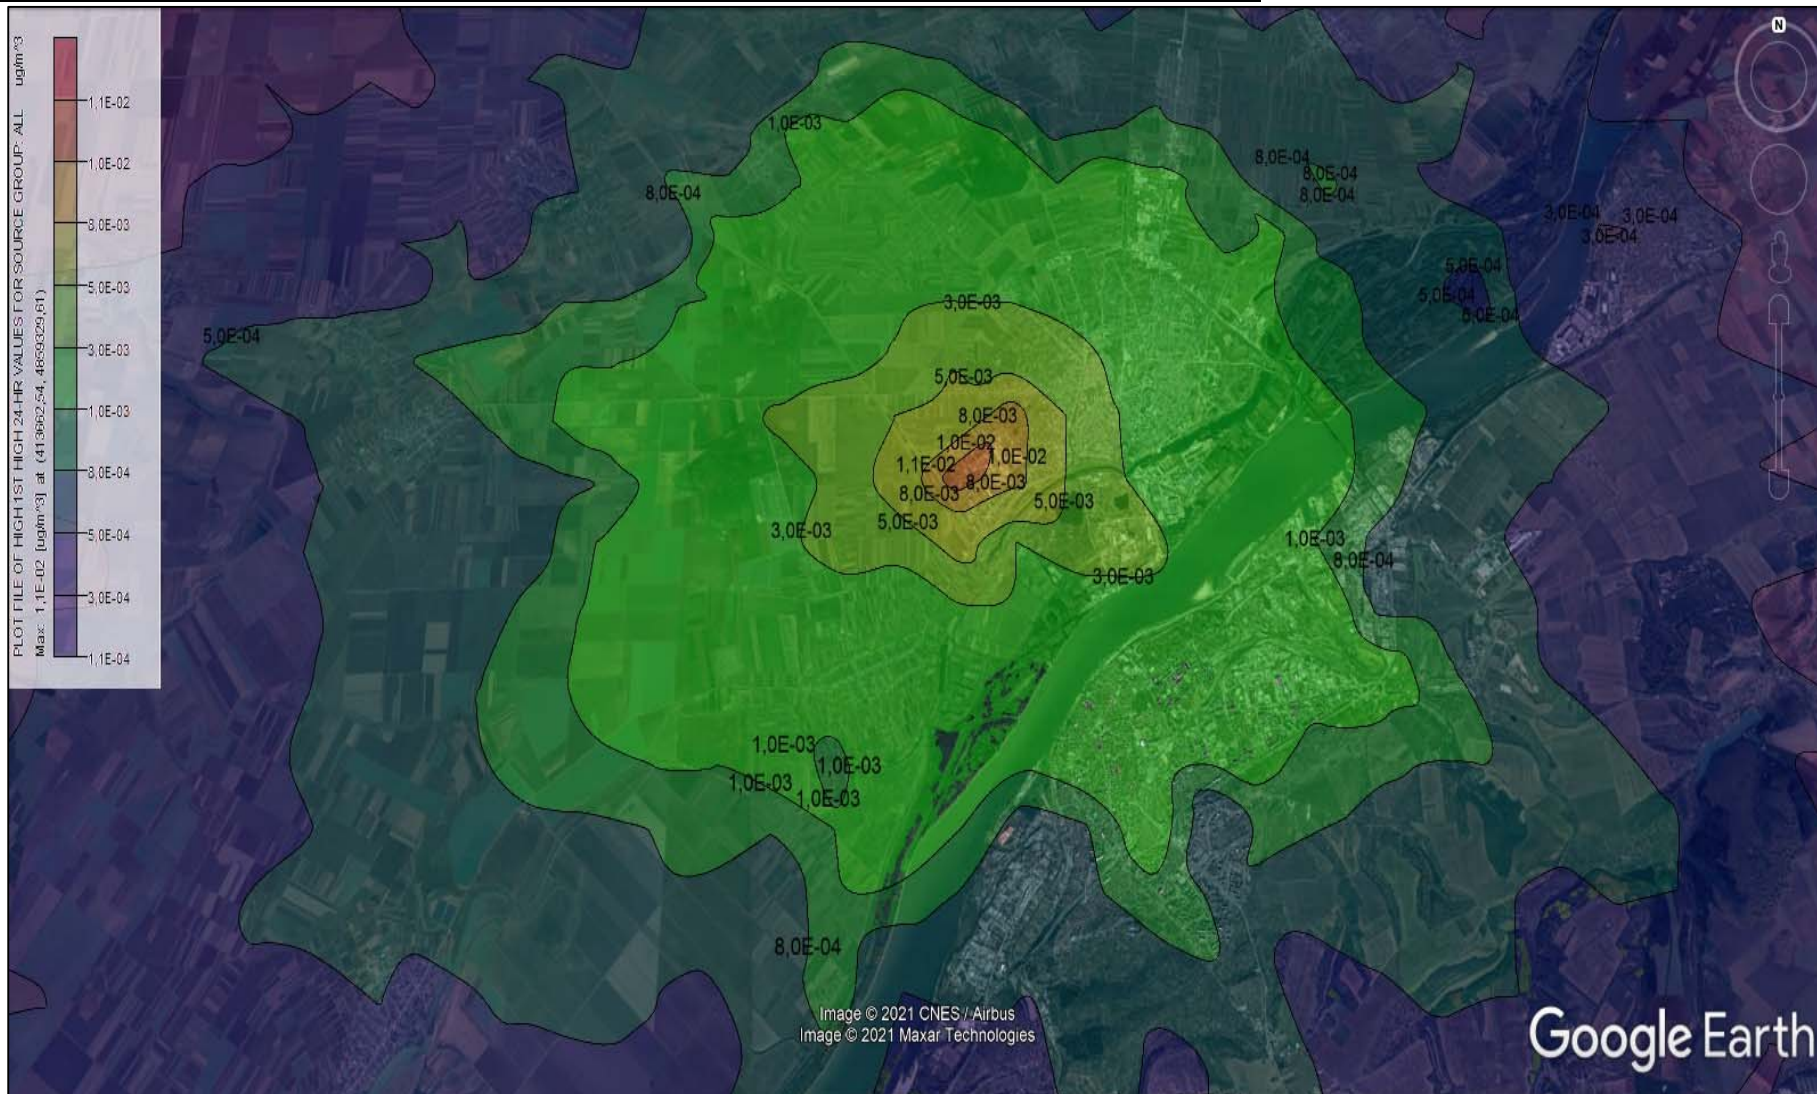 PLOT FILE OF HIGH 1ST HIGH 24-HR VALUES FOR SOURCE GROUP: ALL
ug/m^3
Max: 1,1E-02 [ug/m^3] at (413662,54, 4859329,61)
1,1E-02
1,0E-02
8,0E-03
5,0E-03
3,0E-03
1,0E-03
8,0E-04
5,0E-04
3,0E-04
1,1E-04
N
1,0E-03
8,0E-04
8,0E-04
8,0E-04
8,0E-04
3,0E-04
3,0E-04
3,0E-04
5,0E-04
5,0E-04
5,0E-04
5,0E-04
3,0E-03
5,0E-03
8,0E-03
1,0E-02
1,0E-02
1,1E-02
8,0E-03
8,0E-03
5,0E-03
5,0E-03
3,0E-03
1,0E-03
8,0E-04
3,0E-03
1,0E-03
1,0E-03
1,0E-03
1,0E-03
8,0E-04
Image © 2021 CNES / Airbus
Image © 2021 Maxar Technologies
Google Earth